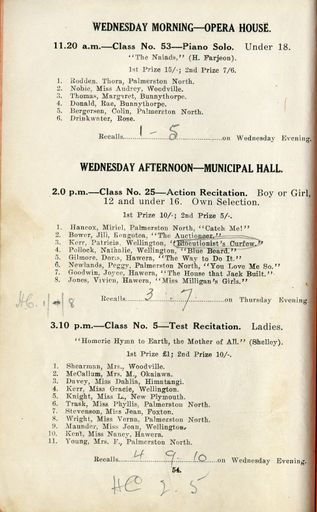 WEDNESDAY MORNING—OPERA HOUSE.
11.20 a.m.—Class No. 53—Piano Solo. Under 18.
"The Naiads," (H. Farjeon).
1st Prize 15/-; 2nd Prize 7/6.
1. Rodden, Thora, Palmerston North.
2. Noble, Miss Audrey, Woodville.
3. Thomas, Margaret, Bunnythorpe.
4. Donald, Rae, Bunnythorpe.
5. Bergersen, Colin, Palmerston North.
6. Drinkwater, Rose.
Recalls 1-5 on Wednesday Evening.
WEDNESDAY AFTERNOON—MUNICIPAL HALL.
2.0 p.m.—Class No. 25—Action Recitation. Boy or Girl,
12 and under 16. Own Selection.
1st Prize 10/-; 2nd Prize 5/-.
1. Hancox, Miriel, Palmerston North, "Catch Me!"
2. Bower, Jill, Kongotea, "The Auctioneer."
3. Kerr, Patricia, Wellington, "Elocutionist's Curfew."
4. Pollock, Nathalie, Wellington, "Blue Beard."
5. Gilmore, Doris, Hawera, "The Way to Do It."
6. Newlands, Peggy, Palmerston North, "You Love Me So."
7. Goodwin, Joyce, Hawera, "The House that Jack Built."
8. Jones, Vivien, Hawera, "Miss Milligan's Girls."
Recalls 3. 7 on Thursday Evening
3.10 p.m.—Class No. 5—Test Recitation. Ladies.
"Homeric Hymn to Earth, the Mother of All." (Shelley).
1st Prize £1; 2nd Prize 10/-.
1. Shearman, Mrs., Woodville.
2. McCallum, Mrs. M., Okaiawa.
3. Davey, Miss Dahlia, Himatangi.
4. Kerr, Miss Gracie, Wellington.
5. Knight, Miss L., New Plymouth.
6. Trask, Miss Phyllis, Palmerston North.
7. Stevenson, Miss Jean, Foxton.
8. Wright, Miss Verna, Palmerston North.
9. Maunder, Miss Joan, Wellington.
10. Kent, Miss Nancy, Hawera.
11. Young, Mrs. F., Palmerston North.
Recalls 4 9 10 on Wednesday Evening.
54.
HC 2. 5